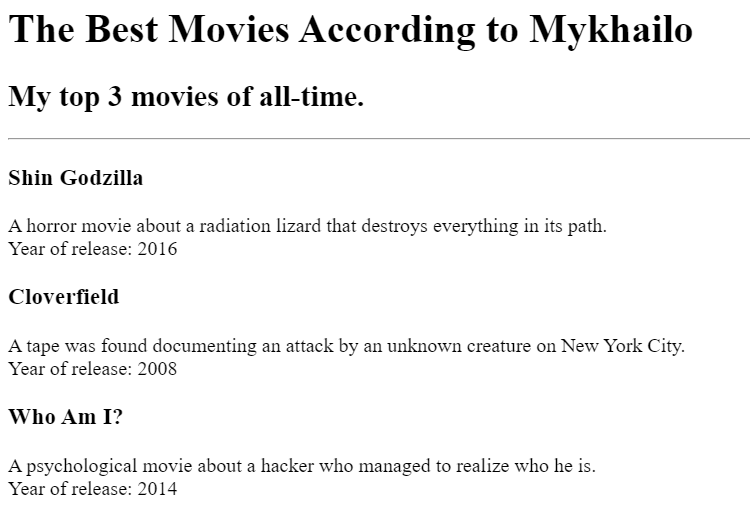 The Best Movies According to Mykhailo
My top 3 movies of all-time.
Shin Godzilla
A horror movie about a radiation lizard that destroys everything in its path.
Year of release: 2016
Cloverfield
A tape was found documenting an attack by an unknown creature on New York City.
Year of release: 2008
Who Am I?
A psychological movie about a hacker who managed to realize who he is.
Year of release: 2014